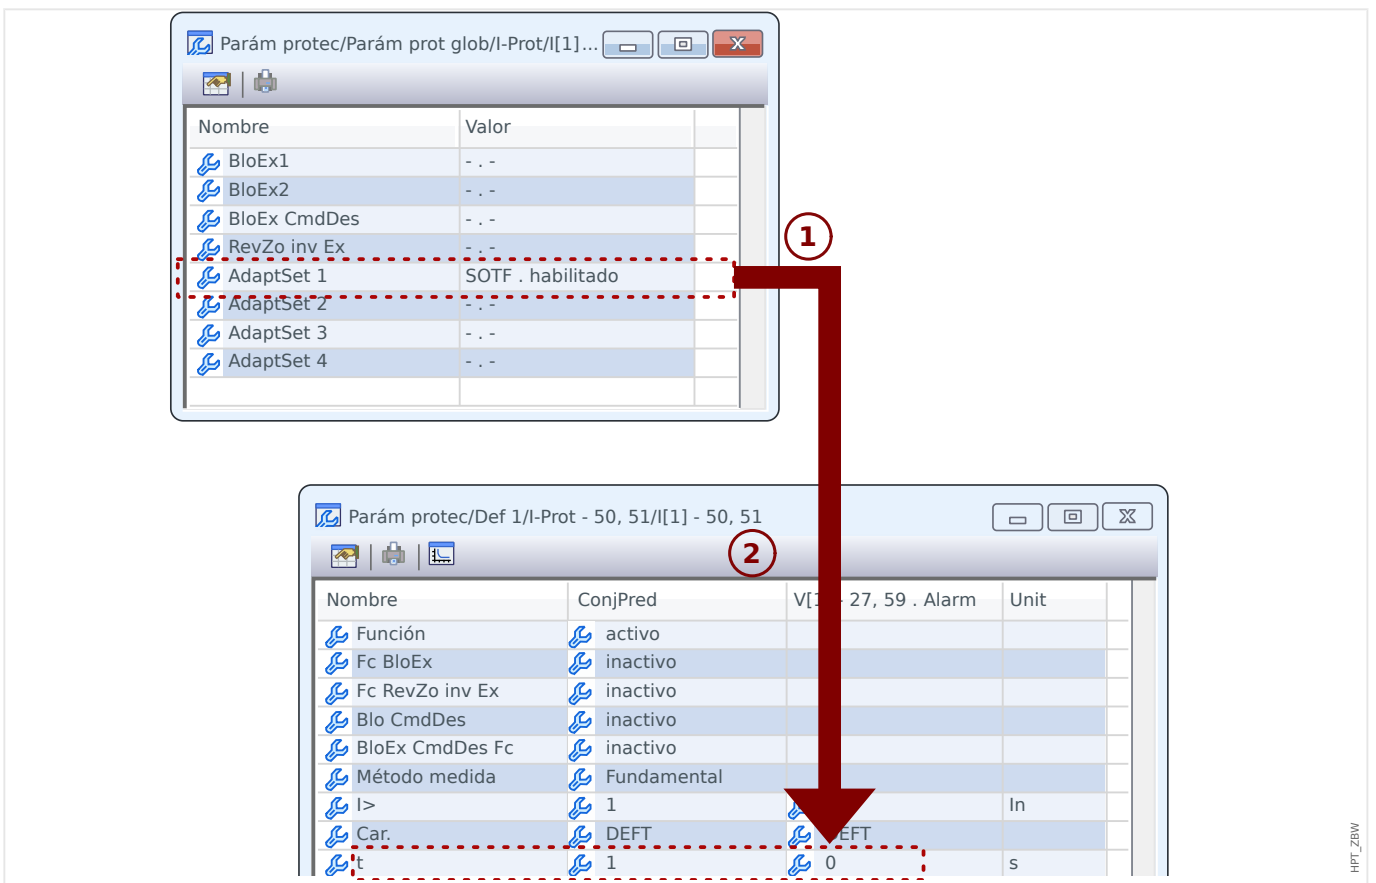 Parám protec/Parám prot glob/I-Prot/I[1]...
Nombre Valor
BloEx1 - . -
BloEx2 - . -
BloEx CmdDes - . -
RevZo inv Ex - . -
AdaptSet 1 SOTF . habilitado
AdaptSet 2 - . -
AdaptSet 3 - . -
AdaptSet 4 - . -
1
Parám protec/Def 1/I-Prot - 50, 51/I[1] - 50, 51
2
Nombre ConjPred 27, 59 . Alarm Unit
Función activo
Fc BloEx inactivo
Fc RevZo inv Ex inactivo
Blo CmdDes inactivo
BloEx CmdDes Fc inactivo
Método medida Fundamental
I> 1 In
Car. DEFT
t 1 0 s
HPT_ZBW